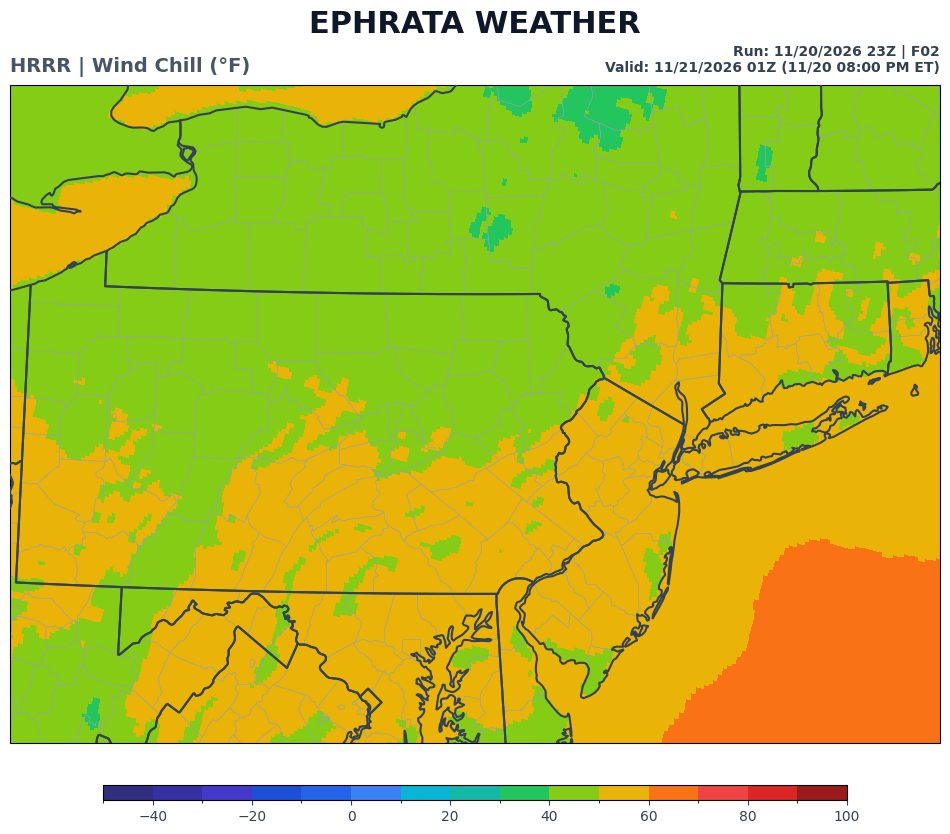 EPHRATA WEATHER
HRRR | Wind Chill (°F)
Run: 11/20/2026 23Z | F02
Valid: 11/21/2026 01Z (11/20 08:00 PM ET)
−40 −20 0 20 40 60 80 100